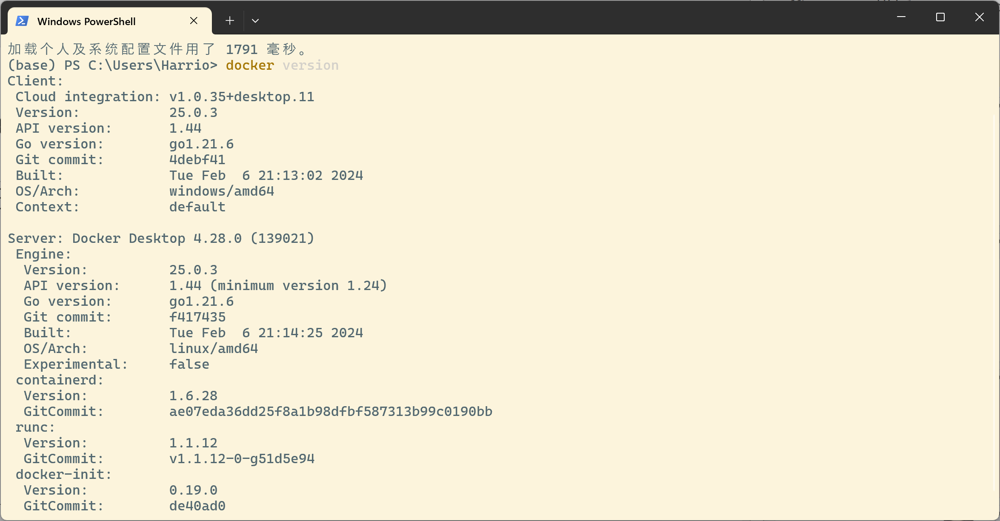 Windows PowerShell
加载个人及系统配置文件用了 1791 毫秒。
(base) PS C:\Users\Harrio> docker version
Client:
 Cloud integration: v1.0.35+desktop.11
 Version:           25.0.3
 API version:       1.44
 Go version:        go1.21.6
 Git commit:        4debf41
 Built:             Tue Feb  6 21:13:02 2024
 OS/Arch:           windows/amd64
 Context:           default

Server: Docker Desktop 4.28.0 (139021)
 Engine:
  Version:          25.0.3
  API version:      1.44 (minimum version 1.24)
  Go version:       go1.21.6
  Git commit:       f417435
  Built:            Tue Feb  6 21:14:25 2024
  OS/Arch:          linux/amd64
  Experimental:     false
 containerd:
  Version:          1.6.28
  GitCommit:        ae07eda36dd25f8a1b98dfbf587313b99c0190bb
 runc:
  Version:          1.1.12
  GitCommit:        v1.1.12-0-g51d5e94
 docker-init:
  Version:          0.19.0
  GitCommit:        de40ad0